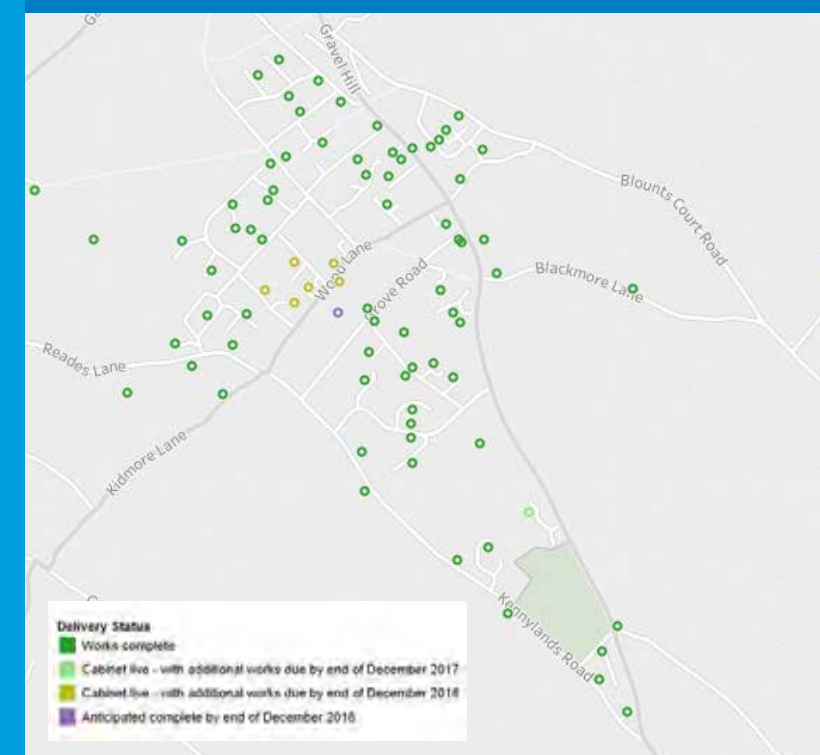 Gravel Hill
Blounts Court Road
Wood Lane
Grove Road
Blackmore Lane
Reades Lane
Kidmore Lane
Kennylands Road
Delivery Status
Works complete
Cabinet live - with additional works due by end of December 2017
Cabinet live - with additional works due by end of December 2018
Anticipated complete by end of December 2018